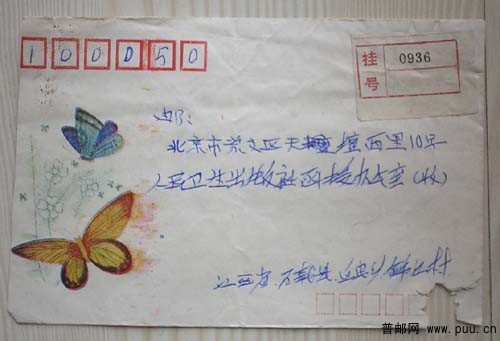 100050
挂号 0936
邮:
北京市崇文区天坛西里10号
人民卫生出版社函授办公室(收)
江西省万载县
村
普邮网 www.puu.cn